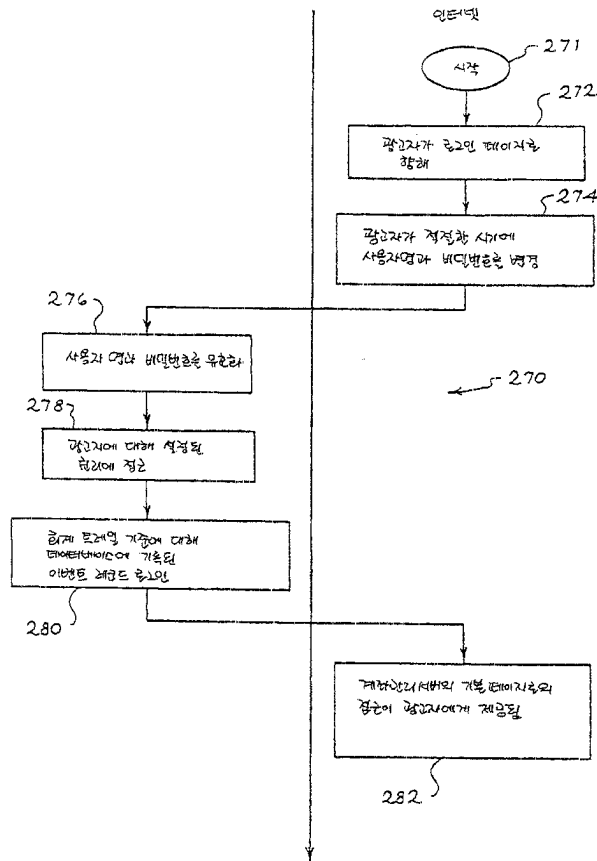 인터넷
271
시작
272
광고자가 로그인 페이지로
향해
274
광고자가 적절한 시기에
사용자명과 비밀번호를 변경
276
사용자 명과 비밀번호를 유효화
270
278
광고자에 대해 설정된
권리에 접근
회계 트레일 기준에 대해
데이터베이스에 기록된
이벤트 레코드 로그인
280
계좌관리서버의 기본페이지로의
접근이 광고자에게 제공됨
282